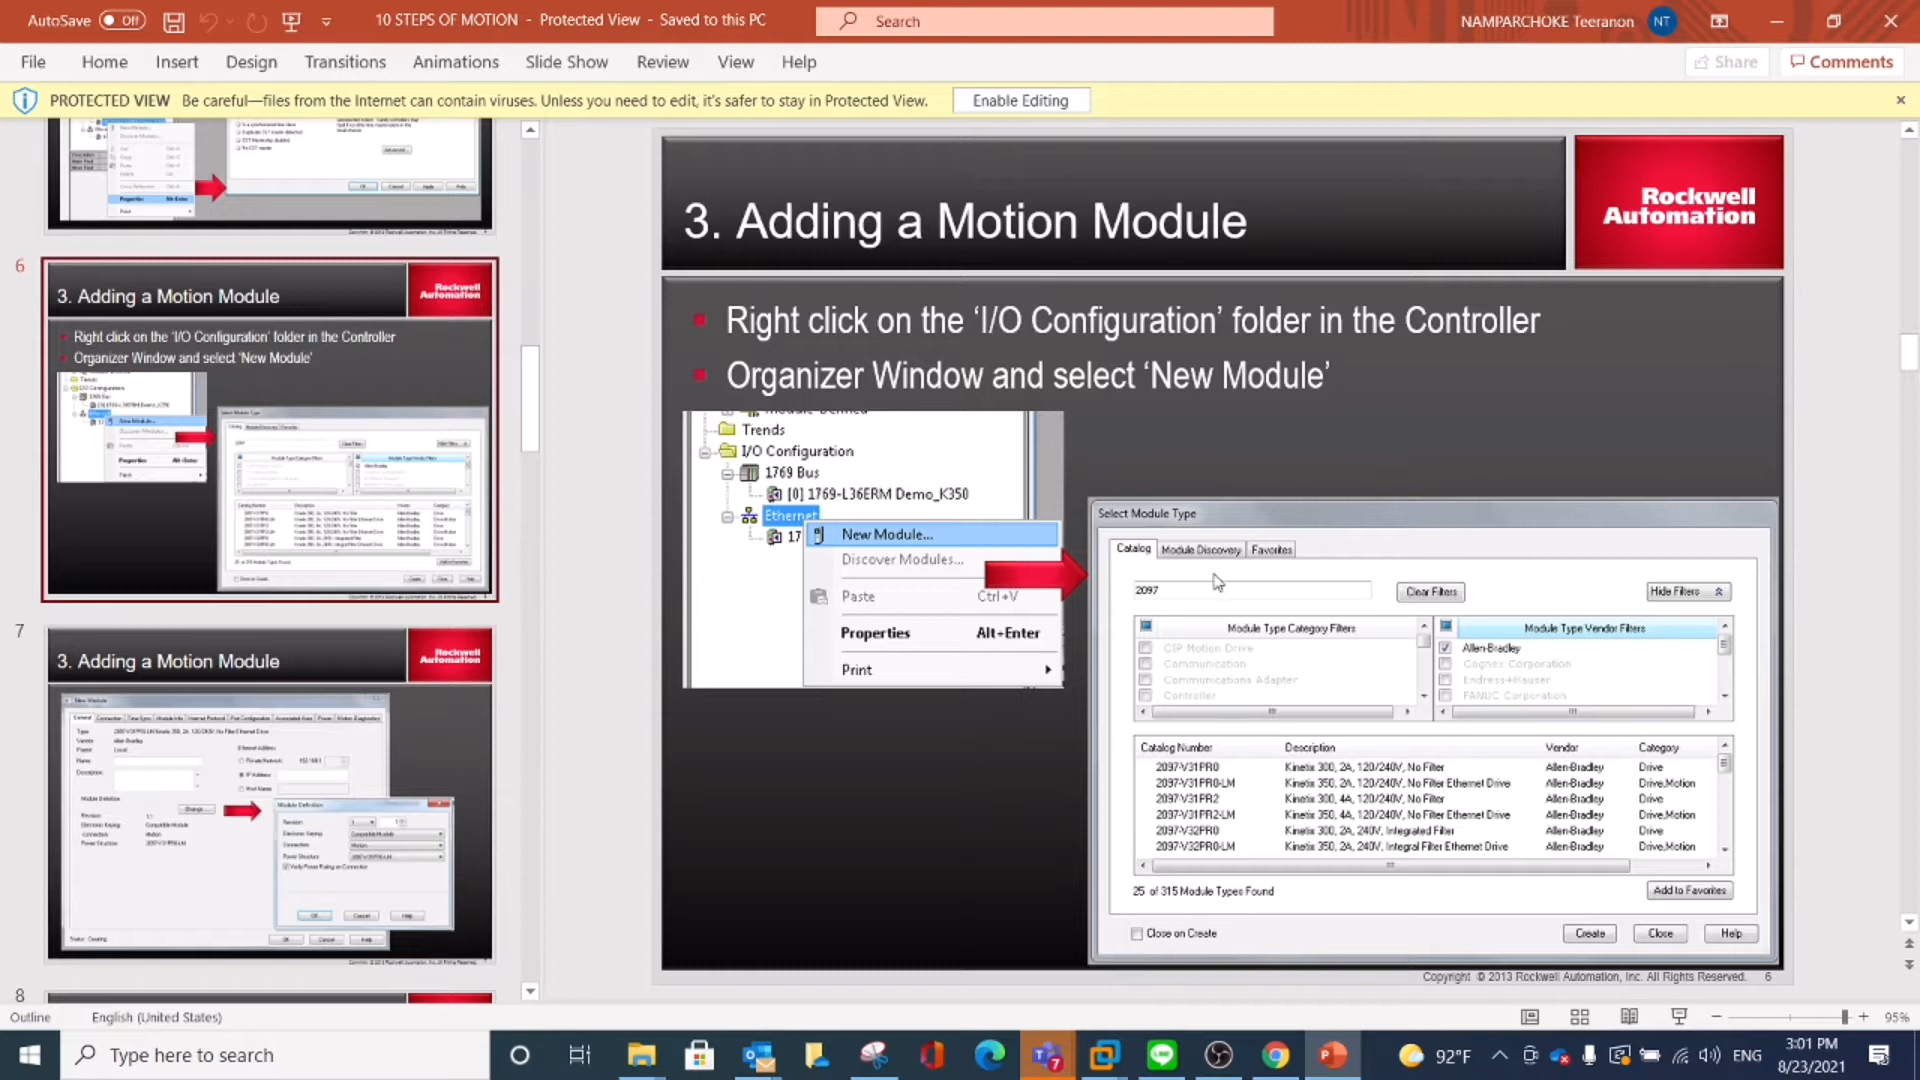 AutoSave Off
10 STEPS OF MOTION - Protected View - Saved to this PC
Search
NAMPARCHOKE Teeranon NT
File Home Insert Design Transitions Animations Slide Show Review View Help
Share Comments
PROTECTED VIEW Be careful—files from the Internet can contain viruses. Unless you need to edit, it's safer to stay in Protected View. Enable Editing
6
3. Adding a Motion Module
Rockwell
Automation
Right click on the ‘I/O Configuration’ folder in the Controller
Organizer Window and select ‘New Module’
7
3. Adding a Motion Module
Rockwell
Automation
8
3. Adding a Motion Module
Rockwell
Automation
Right click on the ‘I/O Configuration’ folder in the Controller
Organizer Window and select ‘New Module’
Trends
I/O Configuration
1769 Bus
[0] 1769-L36ERM Demo_K350
Ethernet
17
New Module...
Discover Modules...
Paste Ctrl+V
Properties Alt+Enter
Print
Select Module Type
Catalog Module Discovery Favorites
2097
Clear Filters
Hide Filters
Module Type Category Filters
CIP Motion Drive
Communication
Communications Adapter
Controller
Module Type Vendor Filters
Allen-Bradley
Cognex Corporation
Endress+Hauser
FANUC Corporation
Catalog Number Description Vendor Category
2097-V31PR0 Kinetix 300, 2A, 120/240V, No Filter Allen-Bradley Drive
2097-V31PR0-LM Kinetix 350, 2A, 120/240V, No Filter Ethernet Drive Allen-Bradley Drive,Motion
2097-V31PR2 Kinetix 300, 4A, 120/240V, No Filter Allen-Bradley Drive
2097-V31PR2-LM Kinetix 350, 4A, 120/240V, No Filter Ethernet Drive Allen-Bradley Drive,Motion
2097-V32PR0 Kinetix 300, 2A, 240V, Integrated Filter Allen-Bradley Drive
2097-V32PR0-LM Kinetix 350, 2A, 240V, Integral Filter Ethernet Drive Allen-Bradley Drive,Motion
25 of 315 Module Types Found
Add to Favorites
Close on Create
Create Close Help
Copyright © 2013 Rockwell Automation, Inc. All Rights Reserved. 6
Outline English (United States)
95%
Type here to search
92°F
ENG
3:01 PM
8/23/2021